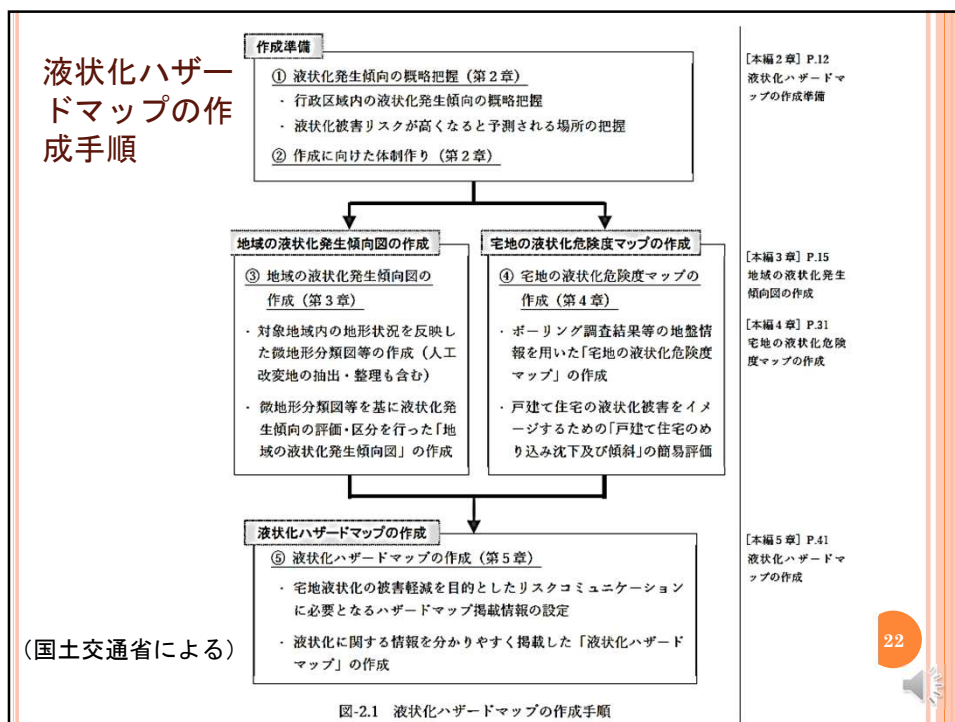 液状化ハザー
ドマップの作
成手順
作成準備
① 液状化発生傾向の概略把握（第２章）
・行政区域内の液状化発生傾向の概略把握
・液状化被害リスクが高くなると予測される場所の把握
② 作成に向けた体制作り（第２章）
[本編２章] P.12
液状化ハザードマ
ップの作成準備
地域の液状化発生傾向図の作成
③ 地域の液状化発生傾向図の
作成（第３章）
・対象地域内の地形状況を反映し
た微地形分類図等の作成（人工
改変地の抽出・整理も含む）
・微地形分類図等を基に液状化発
生傾向の評価・区分を行った「地
域の液状化発生傾向図」の作成
宅地の液状化危険度マップの作成
④ 宅地の液状化危険度マップの
作成（第４章）
・ボーリング調査結果等の地盤情
報を用いた「宅地の液状化危険度
マップ」の作成
・戸建て住宅の液状化被害をイメ
ージするための「戸建て住宅のめ
り込み沈下及び傾斜」の簡易評価
[本編３章] P.15
地域の液状化発生
傾向図の作成
[本編４章] P.31
宅地の液状化危険
度マップの作成
液状化ハザードマップの作成
⑤ 液状化ハザードマップの作成（第５章）
・宅地液状化の被害軽減を目的としたリスクコミュニケーション
に必要となるハザードマップ掲載情報の設定
・液状化に関する情報を分かりやすく掲載した「液状化ハザード
マップ」の作成
[本編５章] P.41
液状化ハザードマ
ップの作成
（国土交通省による）
22
図-2.1 液状化ハザードマップの作成手順